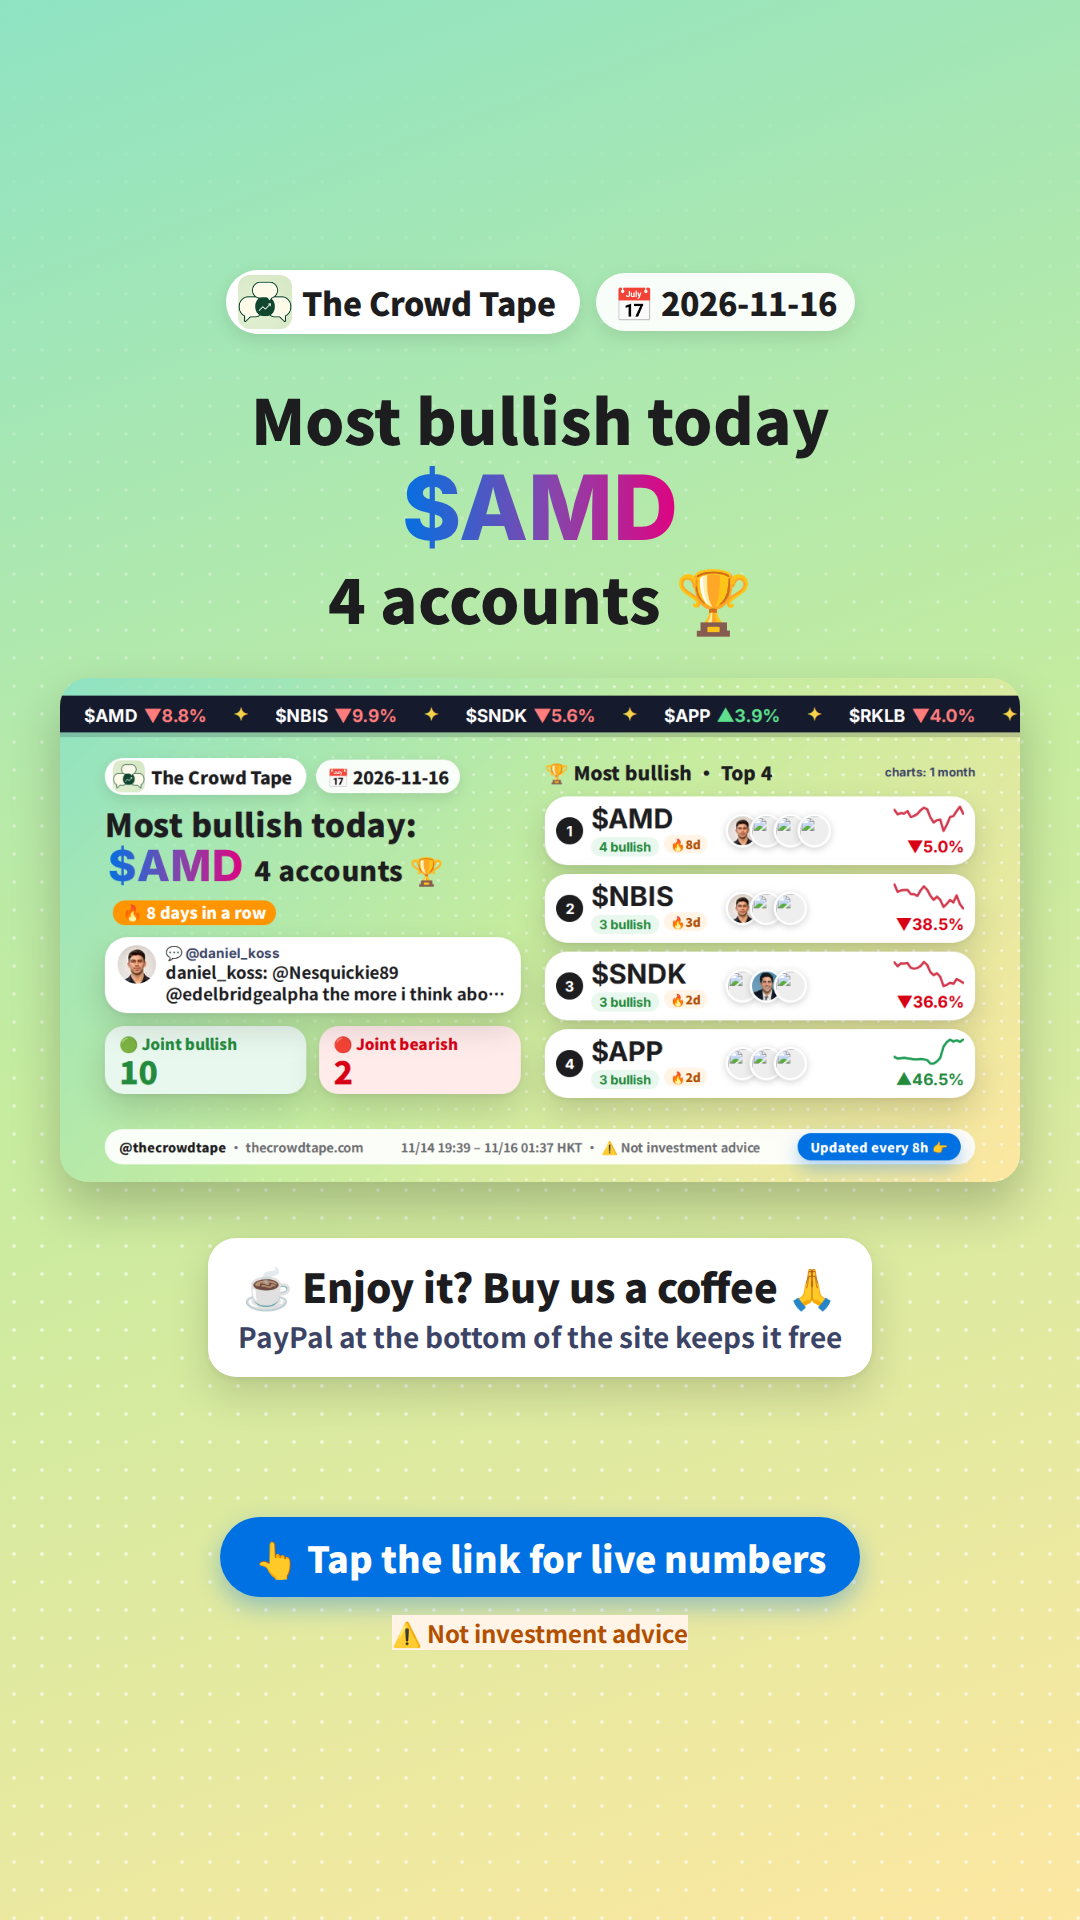 The Crowd Tape
📅 2026-11-16
Most bullish today
$AMD
4 accounts 🏆
$AMD ▼8.8% ✦ $NBIS ▼9.9% ✦ $SNDK ▼5.6% ✦ $APP ▲3.9% ✦ $RKLB ▼4.0% ✦
The Crowd Tape
📅 2026-11-16
Most bullish today:
$AMD 4 accounts 🏆
🔥 8 days in a row
💬 @daniel_koss
daniel_koss: @Nesquickie89
@edelbridgealpha the more i think abo…
🟢 Joint bullish
10
🔴 Joint bearish
2
🏆 Most bullish • Top 4
charts: 1 month
1 $AMD
4 bullish 🔥8d
▼5.0%
2 $NBIS
3 bullish 🔥3d
▼38.5%
3 $SNDK
3 bullish 🔥2d
▼36.6%
4 $APP
3 bullish 🔥2d
▲46.5%
@thecrowdtape • thecrowdtape.com
11/14 19:39 – 11/16 01:37 HKT • ⚠️ Not investment advice
Updated every 8h 👉
☕ Enjoy it? Buy us a coffee 🙏
PayPal at the bottom of the site keeps it free
👆 Tap the link for live numbers
⚠️ Not investment advice